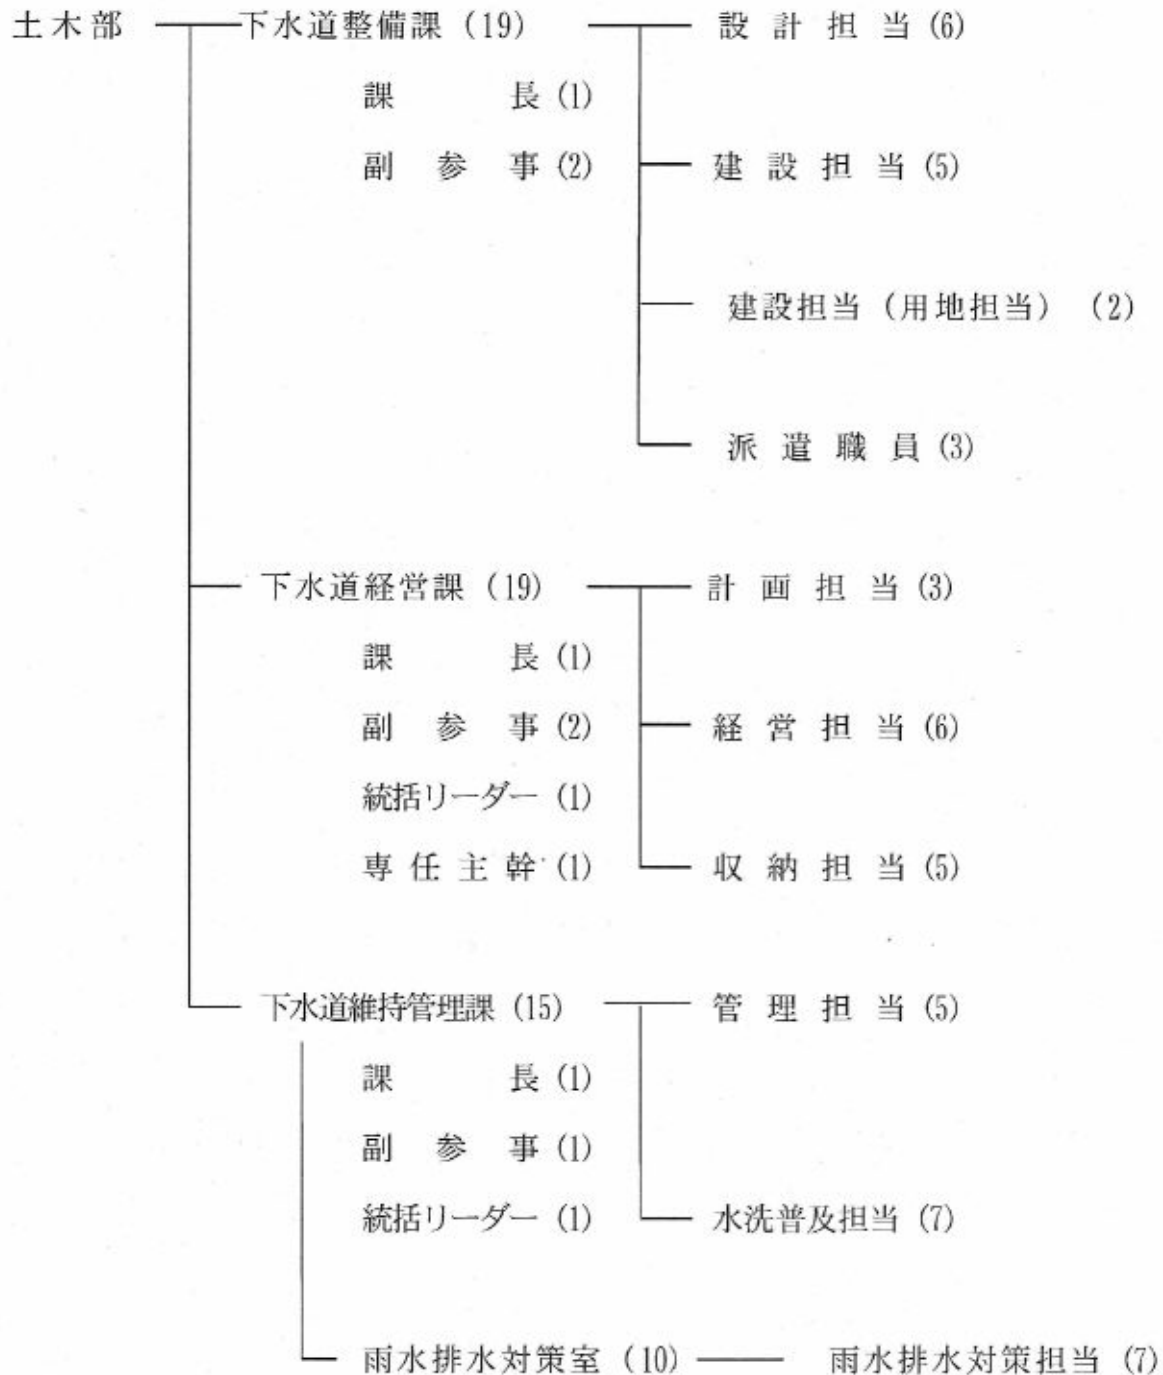 土木部 下水道整備課 (19) 設計担当 (6)
課長 (1)
副参事 (2) 建設担当 (5)
建設担当 (用地担当) (2)
派遣職員 (3)
下水道経営課 (19) 計画担当 (3)
課長 (1)
副参事 (2) 経営担当 (6)
統括リーダー (1)
専任主幹 (1) 収納担当 (5)
下水道維持管理課 (15) 管理担当 (5)
課長 (1)
副参事 (1)
統括リーダー (1) 水洗普及担当 (7)
雨水排水対策室 (10) 雨水排水対策担当 (7)